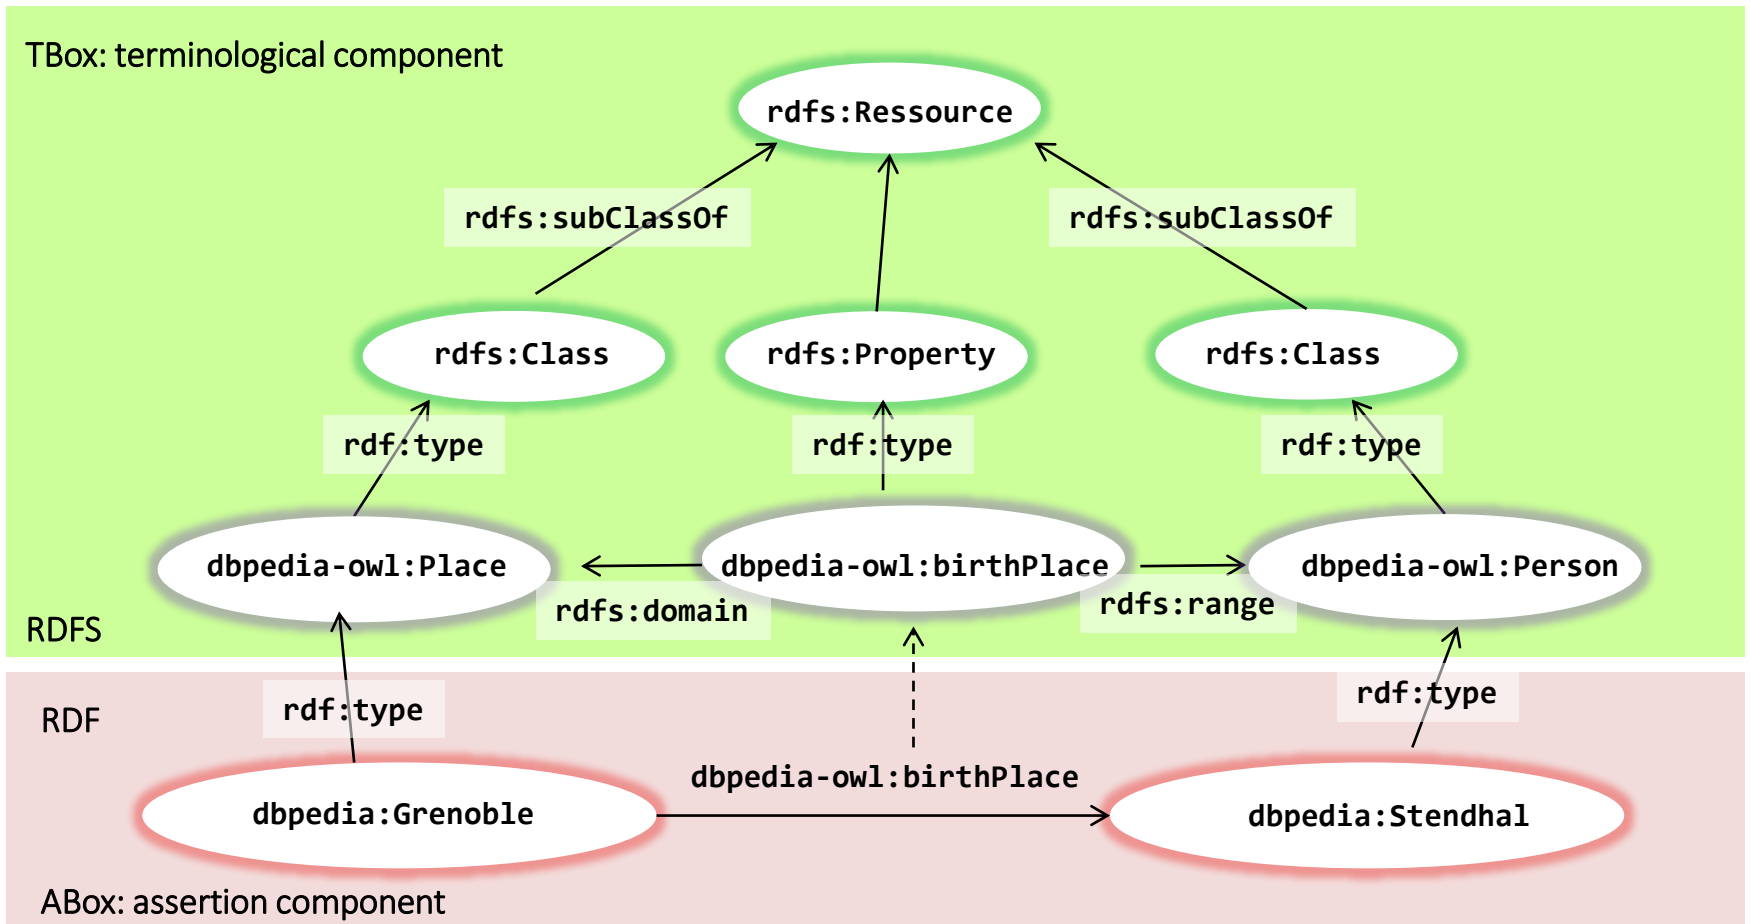 TBox: terminological component
rdfs:Ressource
rdfs:subClassOf
rdfs:subClassOf
rdfs:Class
rdfs:Property
rdfs:Class
rdf:type
rdf:type
rdf:type
dbpedia-owl:Place
dbpedia-owl:birthPlace
dbpedia-owl:Person
rdfs:domain
rdfs:range
RDFS
rdf:type
rdf:type
RDF
dbpedia-owl:birthPlace
dbpedia:Grenoble
dbpedia:Stendhal
ABox: assertion component